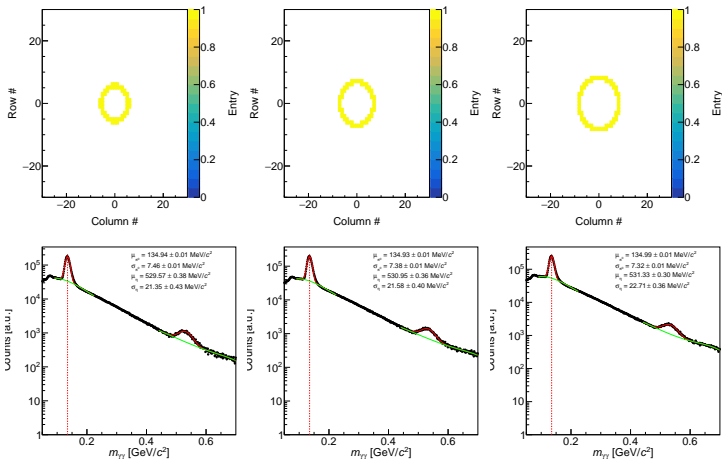 20
0
−20
Row #
−20 0 20
Column #
1
0.8
0.6
0.4
0.2
0
Entry
20
0
−20
Row #
−20 0 20
Column #
1
0.8
0.6
0.4
0.2
0
Entry
20
0
−20
Row #
−20 0 20
Column #
1
0.8
0.6
0.4
0.2
0
Entry
10⁵
10⁴
10³
10²
10
1
Counts [a.u.]
μπ⁰ = 134.94 ± 0.01 MeV/c²
σπ⁰ = 7.46 ± 0.01 MeV/c²
μη = 529.57 ± 0.38 MeV/c²
ση = 21.35 ± 0.43 MeV/c²
0.2 0.4 0.6
mγγ [GeV/c²]
10⁵
10⁴
10³
10²
10
1
Counts [a.u.]
μπ⁰ = 134.93 ± 0.01 MeV/c²
σπ⁰ = 7.38 ± 0.01 MeV/c²
μη = 530.95 ± 0.36 MeV/c²
ση = 21.58 ± 0.40 MeV/c²
0.2 0.4 0.6
mγγ [GeV/c²]
10⁵
10⁴
10³
10²
10
1
Counts [a.u.]
μπ⁰ = 134.99 ± 0.01 MeV/c²
σπ⁰ = 7.32 ± 0.01 MeV/c²
μη = 531.33 ± 0.30 MeV/c²
ση = 22.71 ± 0.36 MeV/c²
0.2 0.4 0.6
mγγ [GeV/c²]